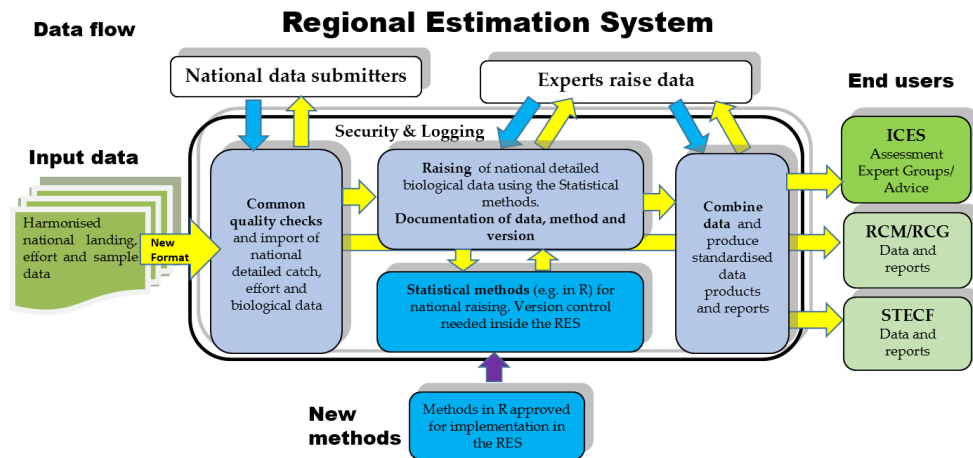 Data flow
Regional Estimation System
National data submitters
Experts raise data
End users
Security & Logging
Input data
Harmonised
national landing,
effort and sample
data
New
Format
Common
quality checks
and import of
national
detailed catch,
effort and
biological data
Raising of national detailed
biological data using the Statistical
methods.
Documentation of data, method and
version
Statistical methods (e.g. in R) for
national raising. Version control
needed inside the RES
Combine
data and
produce
standardised
data
products
and reports
ICES
Assessment
Expert Groups/
Advice
RCM/RCG
Data and
reports
STECF
Data and
reports
New
methods
Methods in R approved
for implementation in
the RES